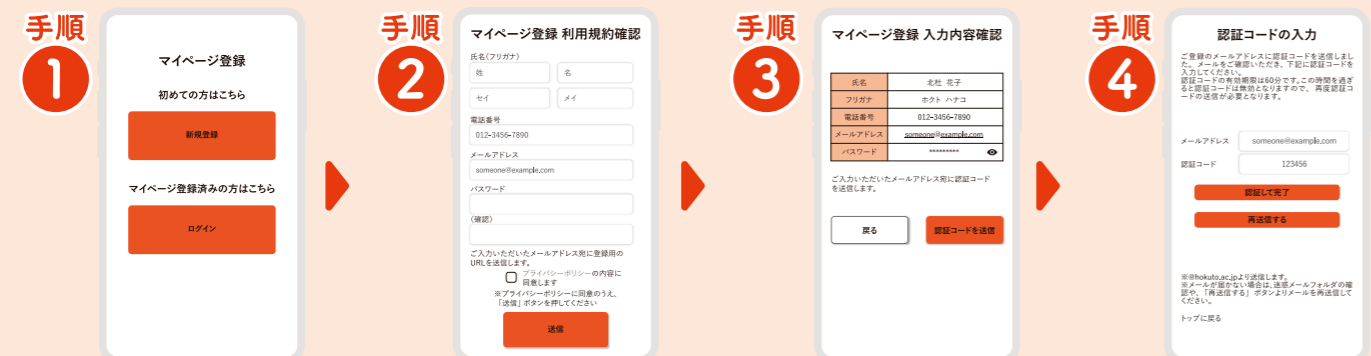 手順
1
マイページ登録
初めての方はこちら
新規登録
マイページ登録済みの方はこちら
ログイン
手順
2
マイページ登録 利用規約確認
氏名(フリガナ)
姓
名
セイ
メイ
電話番号
012-3456-7890
メールアドレス
someone@example.com
パスワード
(確認)
ご入力いただいたメールアドレス宛に登録用の
URLを送信します。
プライバシーポリシーの内容に
同意します
※プライバシーポリシーに同意のうえ、
「送信」ボタンを押してください
送信
手順
3
マイページ登録 入力内容確認
氏名 北杜 花子
フリガナ ホクト ハナコ
電話番号 012-3456-7890
メールアドレス someone@example.com
パスワード *********
ご入力いただいたメールアドレス宛に認証コード
を送信します。
戻る
認証コードを送信
手順
4
認証コードの入力
ご登録のメールアドレスに認証コードを送信しまし
た。メールをご確認いただき、下記に認証コードを
入力してください。
認証コードの有効期限は60分です。この時間を過ぎ
ると認証コードは無効となりますので、再度認証コ
ードの送信が必要となります。
メールアドレス someone@example.com
認証コード 123456
認証して完了
再送信する
※@hokuto.ac.jpより送信します。
※メールが届かない場合は、迷惑メールフォルダの確
認や、「再送信する」ボタンよりメールを再送信して
ください。
トップに戻る